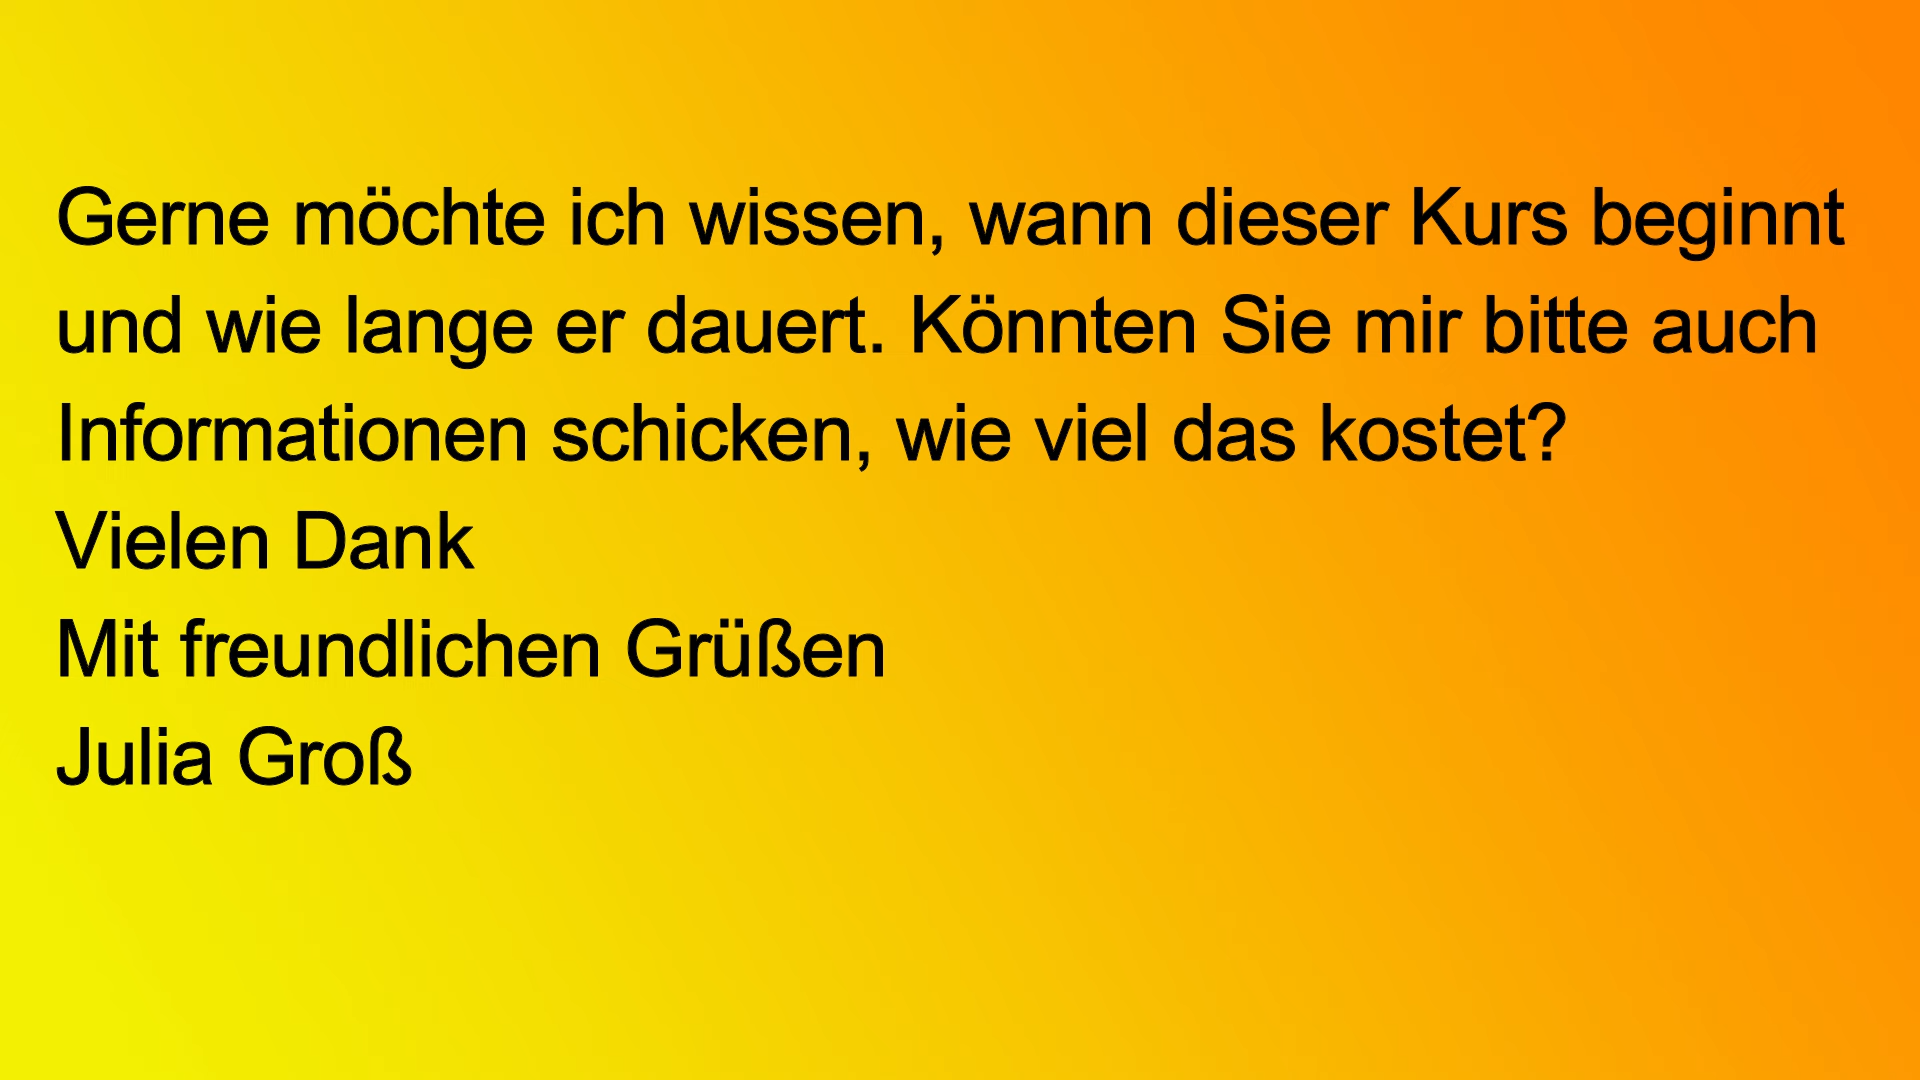 Gerne möchte ich wissen, wann dieser Kurs beginnt
und wie lange er dauert. Könnten Sie mir bitte auch
Informationen schicken, wie viel das kostet?
Vielen Dank
Mit freundlichen Grüßen
Julia Groß